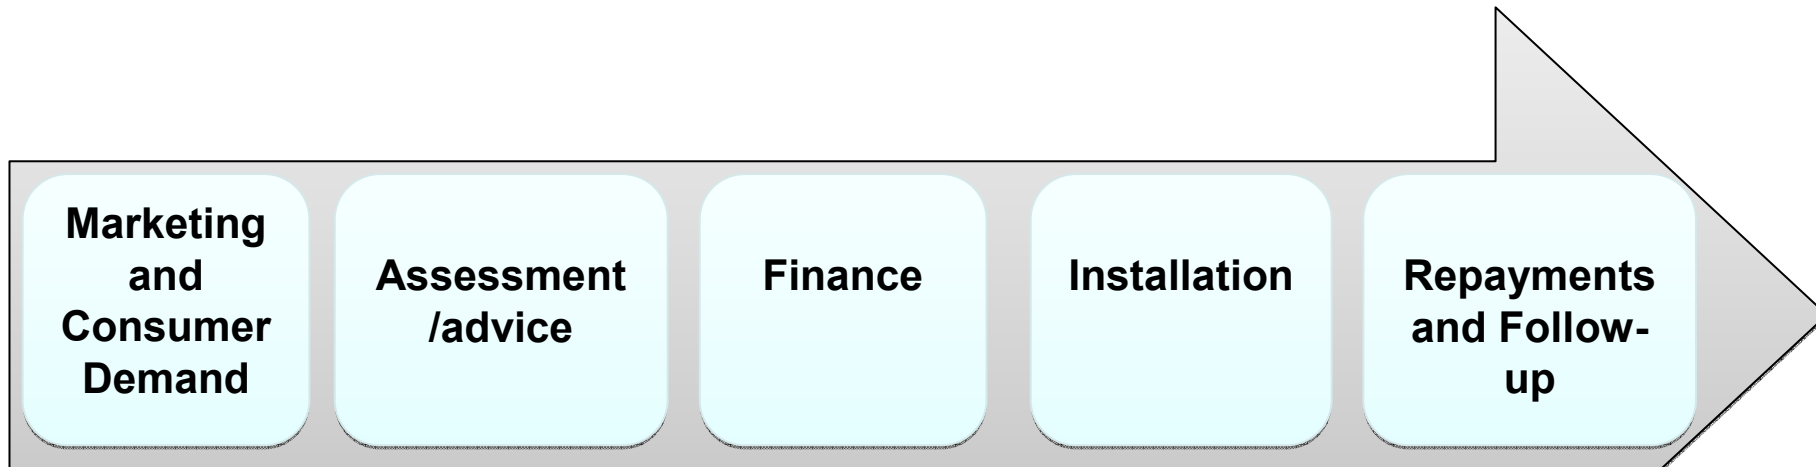 Marketing
and
Consumer
Demand
Assessment
/advice
Finance
Installation
Repayments
and Follow-
up